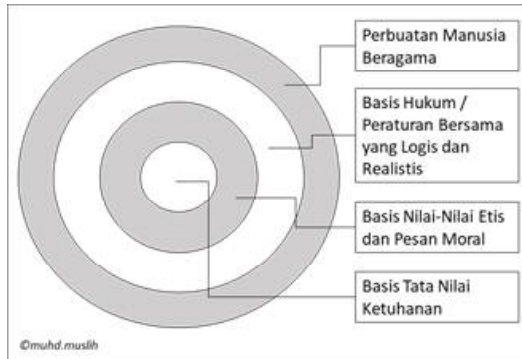 Perbuatan Manusia
Beragama
Basis Hukum /
Peraturan Bersama
yang Logis dan
Realistis
Basis Nilai-Nilai Etis
dan Pesan Moral
Basis Tata Nilai
Ketuhanan
©muhd.muslih